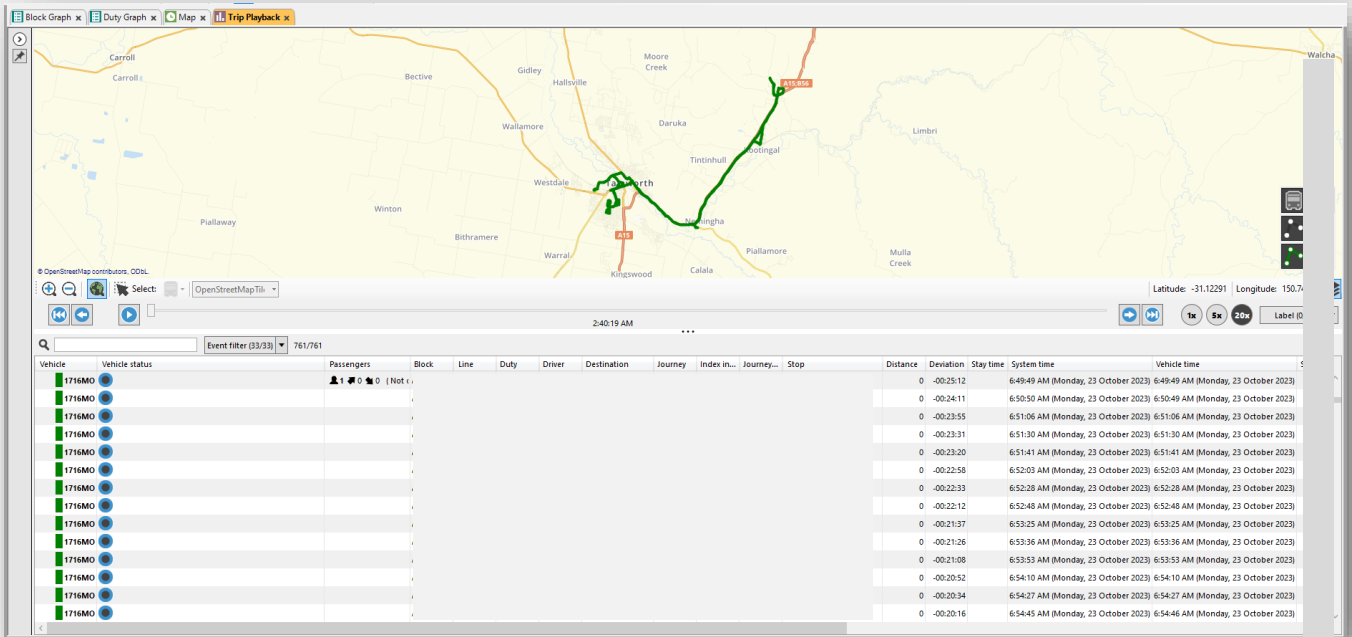 Block Graph Duty Graph Map Trip Playback
Carroll
Carroll
Bective
Gidley
Hallsville
Moore
Creek
A15;B56
Walcha
Wallamore
Daruka
Limbri
Tintinhull
Westdale
Winton
Piallaway
Bithramere
A15
Warral
Piallamore
Mulla
Creek
Calala
Kingswood
© OpenStreetMap contributors, ODbL.
Select: OpenStreetMapTil Latitude: -31.12291 Longitude: 150.74
2:40:19 AM
1x 5x 20x Label (0
Event filter (33/33) 761/761
Vehicle Vehicle status Passengers Block Line Duty Driver Destination Journey Index in... Journey... Stop Distance Deviation Stay time System time Vehicle time S
1716MO 1 0 0 (Not 0 -00:25:12 6:49:49 AM (Monday, 23 October 2023) 6:49:49 AM (Monday, 23 October 2023)
1716MO 0 -00:24:11 6:50:50 AM (Monday, 23 October 2023) 6:50:49 AM (Monday, 23 October 2023)
1716MO 0 -00:23:55 6:51:06 AM (Monday, 23 October 2023) 6:51:06 AM (Monday, 23 October 2023)
1716MO 0 -00:23:31 6:51:30 AM (Monday, 23 October 2023) 6:51:30 AM (Monday, 23 October 2023)
1716MO 0 -00:23:20 6:51:41 AM (Monday, 23 October 2023) 6:51:41 AM (Monday, 23 October 2023)
1716MO 0 -00:22:58 6:52:03 AM (Monday, 23 October 2023) 6:52:03 AM (Monday, 23 October 2023)
1716MO 0 -00:22:33 6:52:28 AM (Monday, 23 October 2023) 6:52:28 AM (Monday, 23 October 2023)
1716MO 0 -00:22:12 6:52:48 AM (Monday, 23 October 2023) 6:52:48 AM (Monday, 23 October 2023)
1716MO 0 -00:21:37 6:53:25 AM (Monday, 23 October 2023) 6:53:25 AM (Monday, 23 October 2023)
1716MO 0 -00:21:26 6:53:36 AM (Monday, 23 October 2023) 6:53:36 AM (Monday, 23 October 2023)
1716MO 0 -00:21:08 6:53:53 AM (Monday, 23 October 2023) 6:53:53 AM (Monday, 23 October 2023)
1716MO 0 -00:20:52 6:54:10 AM (Monday, 23 October 2023) 6:54:10 AM (Monday, 23 October 2023)
1716MO 0 -00:20:34 6:54:27 AM (Monday, 23 October 2023) 6:54:27 AM (Monday, 23 October 2023)
1716MO 0 -00:20:16 6:54:45 AM (Monday, 23 October 2023) 6:54:46 AM (Monday, 23 October 2023)